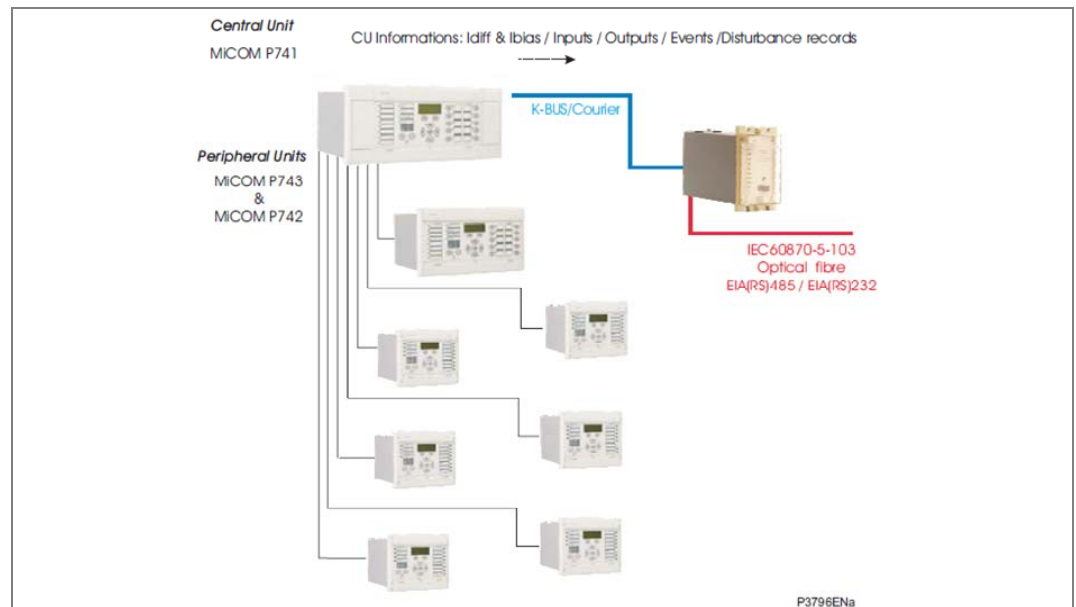 Central Unit
MiCOM P741
CU Informations: Idiff & Ibias / Inputs / Outputs / Events /Disturbance records
K-BUS/Courier
Peripheral Units
MiCOM P743
&
MiCOM P742
IEC60870-5-103
Optical fibre
EIA(RS)485 / EIA(RS)232
P3796ENa